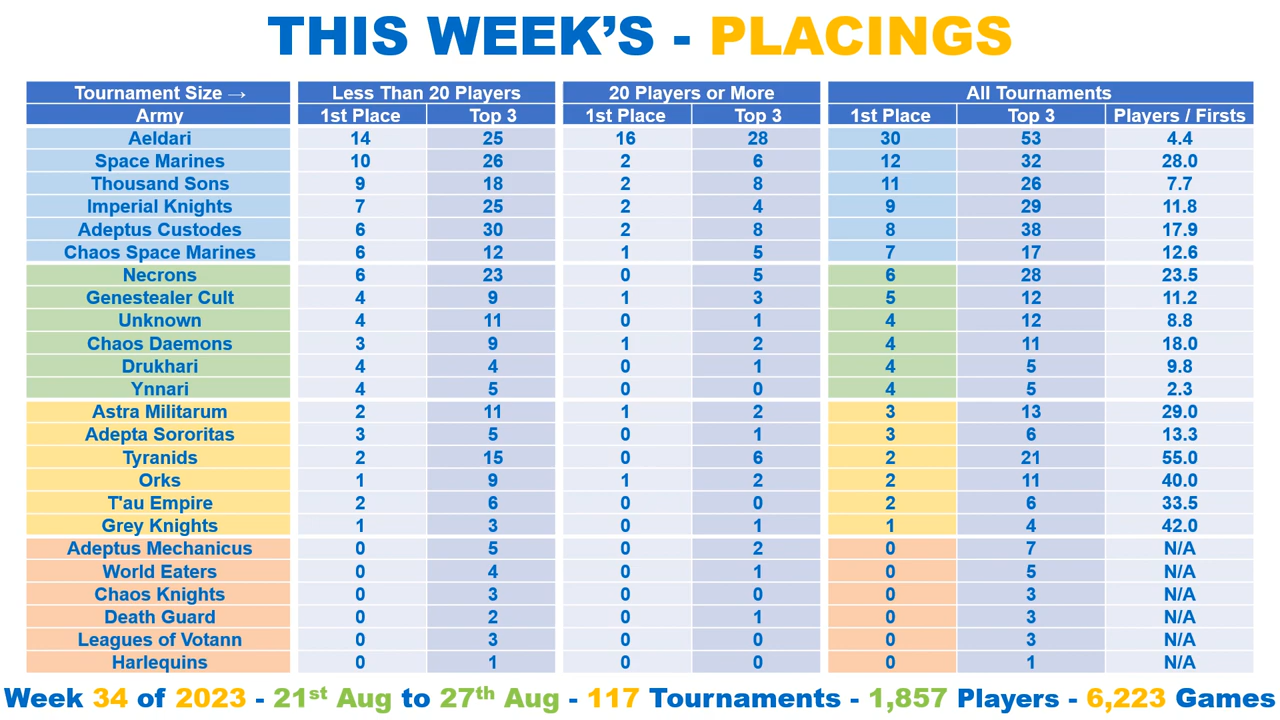 THIS WEEK'S - PLACINGS
Tournament Size → Less Than 20 Players 20 Players or More All Tournaments
Army 1st Place Top 3 1st Place Top 3 1st Place Top 3 Players / Firsts
Aeldari 14 25 16 28 30 53 4.4
Space Marines 10 26 2 6 12 32 28.0
Thousand Sons 9 18 2 8 11 26 7.7
Imperial Knights 7 25 2 4 9 29 11.8
Adeptus Custodes 6 30 2 8 8 38 17.9
Chaos Space Marines 6 12 1 5 7 17 12.6
Necrons 6 23 0 5 6 28 23.5
Genestealer Cult 4 9 1 3 5 12 11.2
Unknown 4 11 0 1 4 12 8.8
Chaos Daemons 3 9 1 2 4 11 18.0
Drukhari 4 4 0 1 4 5 9.8
Ynnari 4 5 0 0 4 5 2.3
Astra Militarum 2 11 1 2 3 13 29.0
Adepta Sororitas 3 5 0 1 3 6 13.3
Tyranids 2 15 0 6 2 21 55.0
Orks 1 9 1 2 2 11 40.0
T'au Empire 2 6 0 0 2 6 33.5
Grey Knights 1 3 0 1 1 4 42.0
Adeptus Mechanicus 0 5 0 2 0 7 N/A
World Eaters 0 4 0 1 0 5 N/A
Chaos Knights 0 3 0 0 0 3 N/A
Death Guard 0 2 0 1 0 3 N/A
Leagues of Votann 0 3 0 0 0 3 N/A
Harlequins 0 1 0 0 0 1 N/A
Week 34 of 2023 - 21st Aug to 27th Aug - 117 Tournaments - 1,857 Players - 6,223 Games